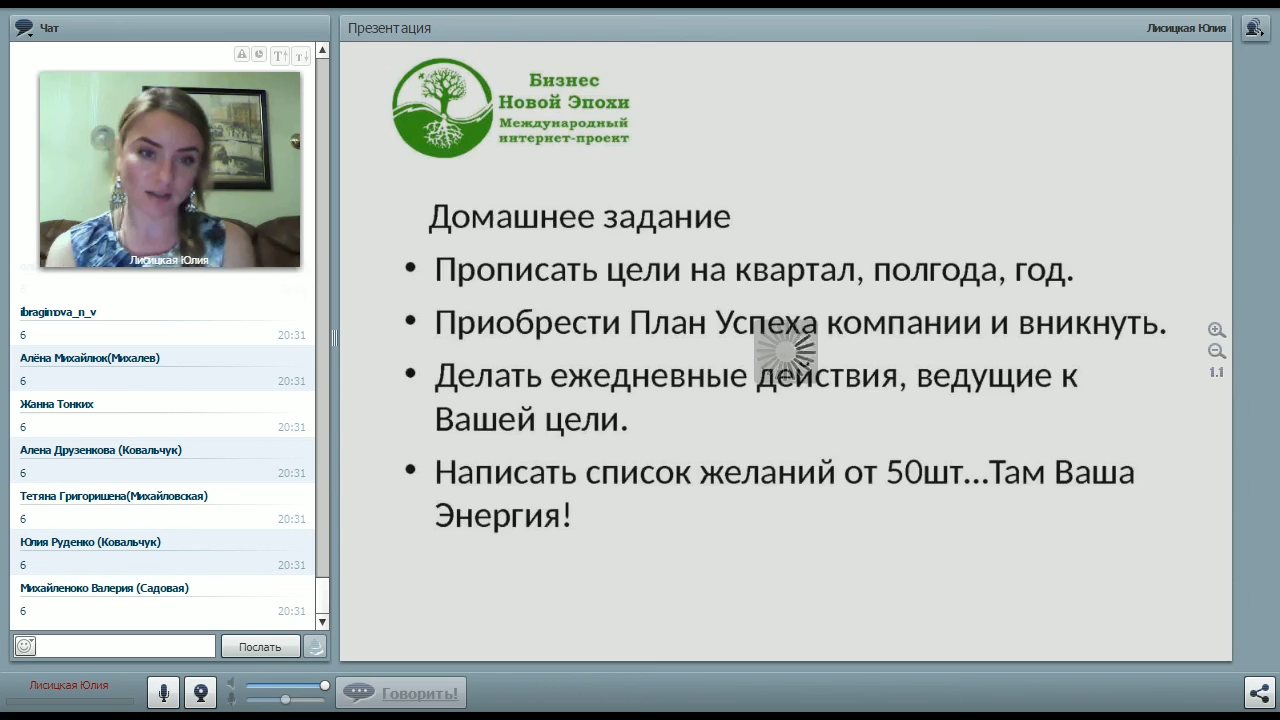 Чат
Лисицкая Юлия
ibragimova_n_v
6 20:31
Алёна Михайлюк(Михалев)
6 20:31
Жанна Тонких
6 20:31
Алена Друзенкова (Ковальчук)
6 20:31
Тетяна Григоришена(Михайловская)
6 20:31
Юлия Руденко (Ковальчук)
6 20:31
Михайленоко Валерия (Садовая)
6 20:31
Послать
Презентация
Лисицкая Юлия
Бизнес
Новой Эпохи
Международный
интернет-проект
Домашнее задание
• Прописать цели на квартал, полгода, год.
• Приобрести План Успеха компании и вникнуть.
• Делать ежедневные действия, ведущие к
Вашей цели.
• Написать список желаний от 50шт...Там Ваша
Энергия!
1.1
Лисицкая Юлия
Говорить!